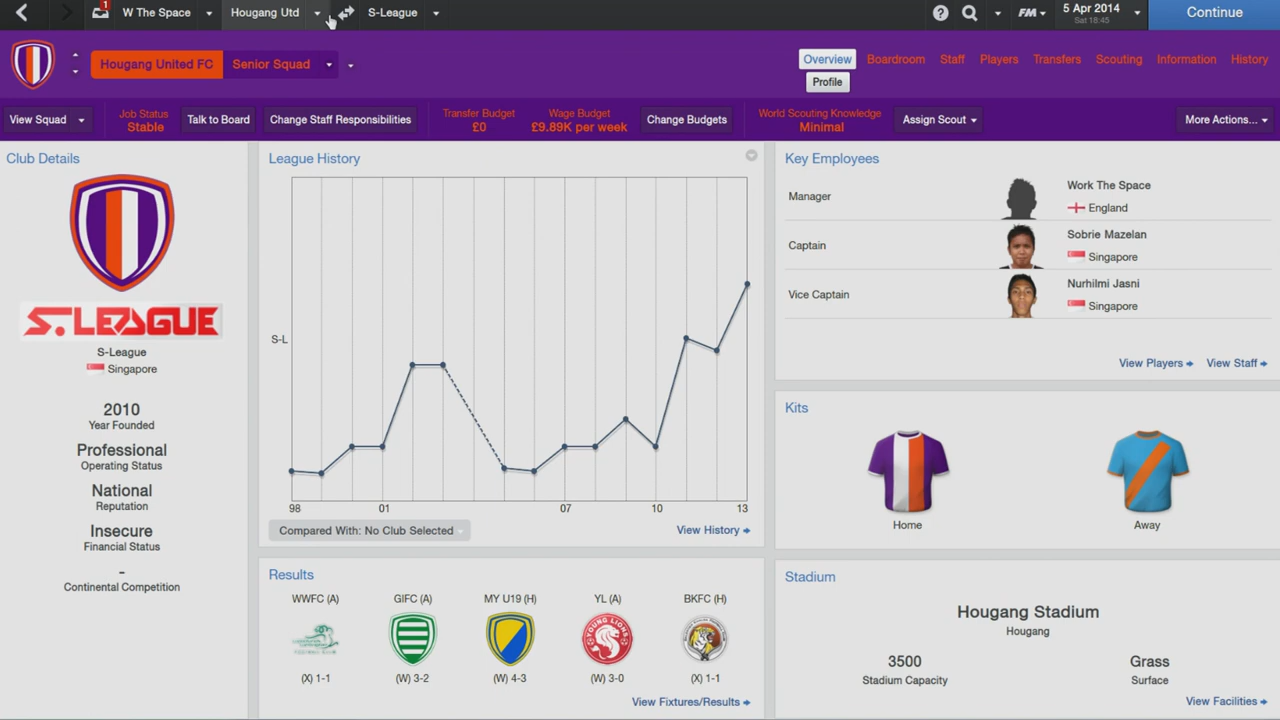 1
W The Space
Hougang Utd
S-League
?
FM
5 Apr 2014
Sat 18:45
Continue
Hougang United FC
Senior Squad
Overview
Boardroom
Staff
Players
Transfers
Scouting
Information
History
Profile
View Squad
Job Status
Stable
Talk to Board
Change Staff Responsibilities
Transfer Budget
£0
Wage Budget
£9.89K per week
Change Budgets
World Scouting Knowledge
Minimal
Assign Scout
More Actions...
Club Details
S.LEAGUE
S-League
Singapore
2010
Year Founded
Professional
Operating Status
National
Reputation
Insecure
Financial Status
-
Continental Competition
League History
S-L
98
01
07
10
13
Compared With: No Club Selected
View History
Results
WWFC (A)
GIFC (A)
MY U19 (H)
YL (A)
BKFC (H)
YOUNG LIONS
(X) 1-1
(W) 3-2
(W) 4-3
(W) 3-0
(X) 1-1
View Fixtures/Results
Key Employees
Manager
Work The Space
England
Captain
Sobrie Mazelan
Singapore
Vice Captain
Nurhilmi Jasni
Singapore
View Players
View Staff
Kits
Home
Away
Stadium
Hougang Stadium
Hougang
3500
Stadium Capacity
Grass
Surface
View Facilities